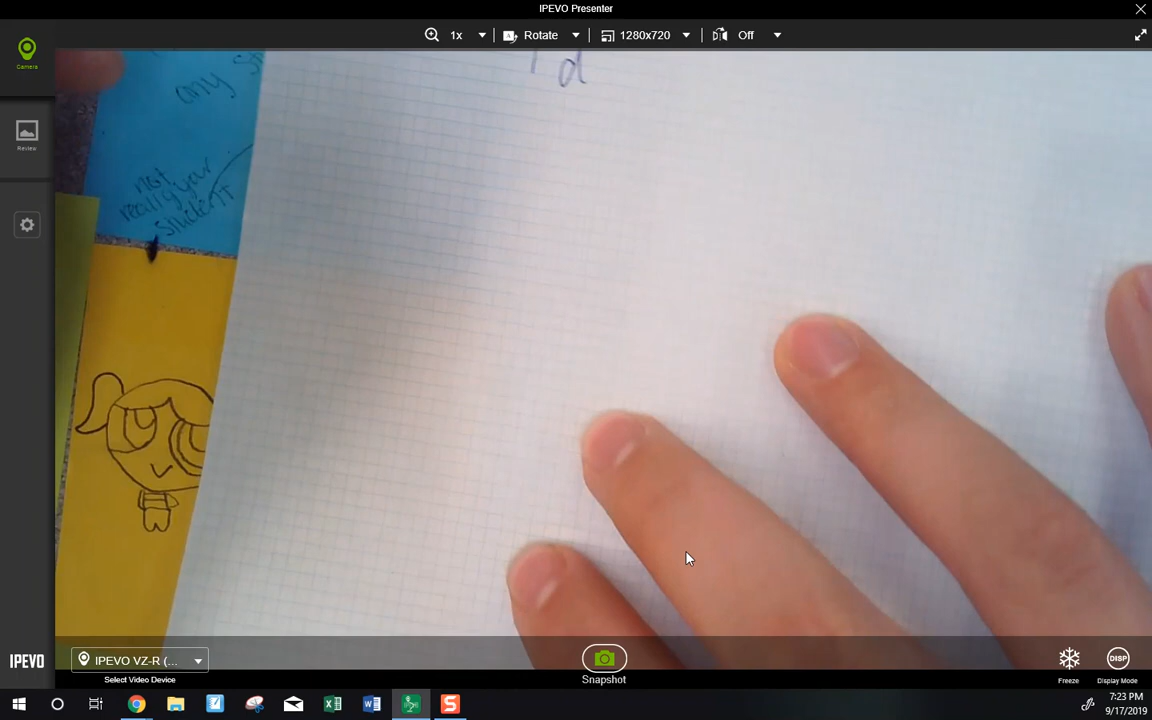 IPEVO Presenter
1x
Rotate
1280x720
Off
Camera
Review
d
any
not
really your
student
IPEVO
IPEVO VZ-R (...
Select Video Device
Snapshot
Freeze
DISP
Display Mode
7:23 PM
9/17/2019